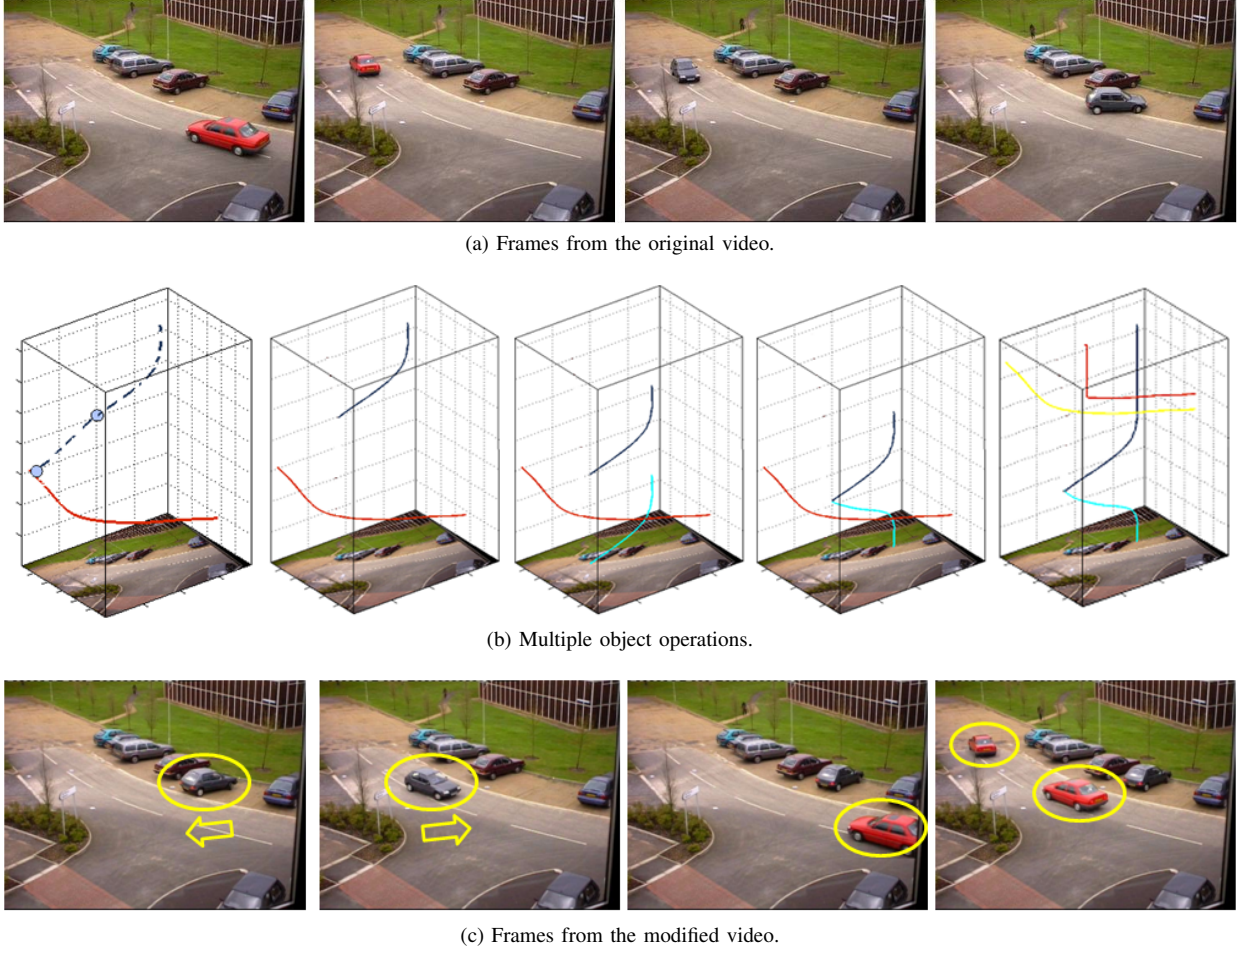 (a) Frames from the original video.
(b) Multiple object operations.
(c) Frames from the modified video.